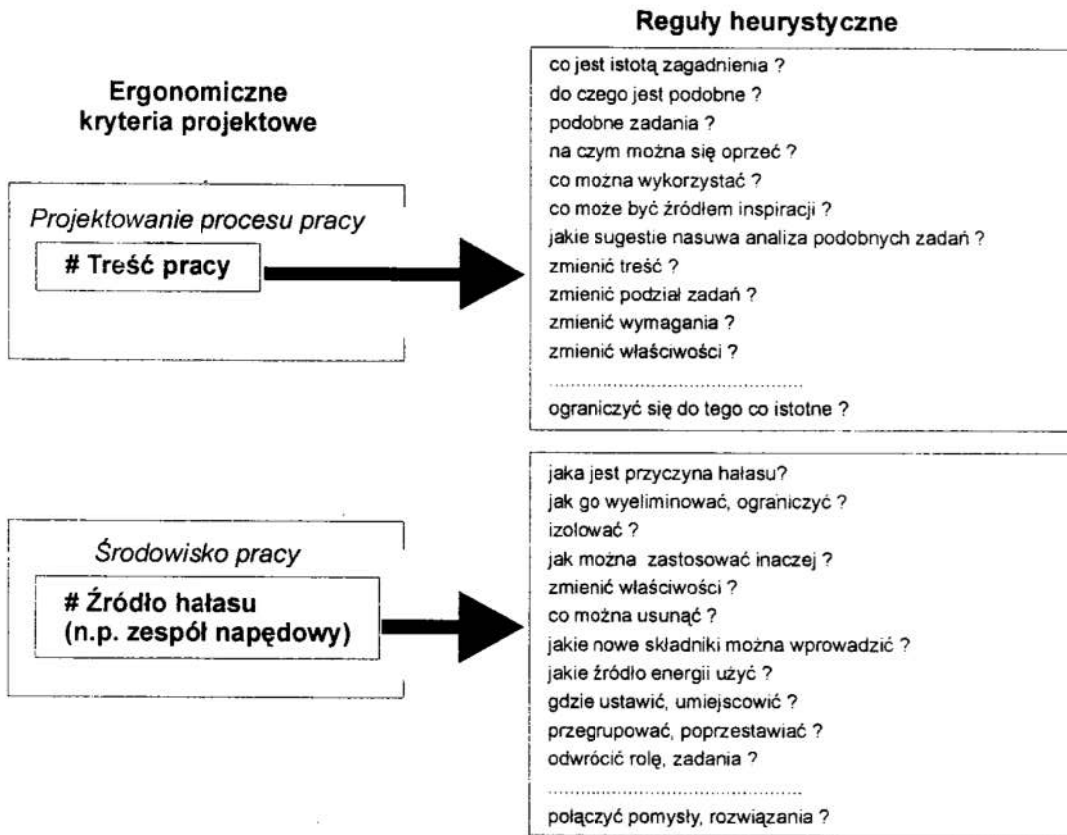 Reguły heurystyczne
Ergonomiczne
kryteria projektowe
Projektowanie procesu pracy
# Treść pracy
co jest istotą zagadnienia ?
do czego jest podobne ?
podobne zadania ?
na czym można się oprzeć ?
co można wykorzystać ?
co może być źródłem inspiracji ?
jakie sugestie nasuwa analiza podobnych zadań ?
zmienić treść ?
zmienić podział zadań ?
zmienić wymagania ?
zmienić właściwości ?
.......................................
ograniczyć się do tego co istotne ?
Środowisko pracy
# Źródło hałasu
(n.p. zespół napędowy)
jaka jest przyczyna hałasu?
jak go wyeliminować, ograniczyć ?
izolować ?
jak można zastosować inaczej ?
zmienić właściwości ?
co można usunąć ?
jakie nowe składniki można wprowadzić ?
jakie źródło energii użyć ?
gdzie ustawić, umiejscowić ?
przegrupować, poprzestawiać ?
odwrócić rolę, zadania ?
.......................................
połączyć pomysły, rozwiązania ?